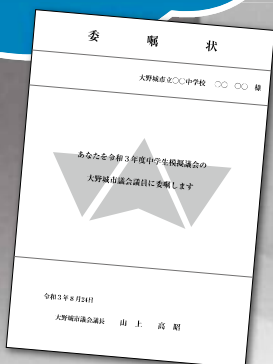 委嘱状
大野城市立○○中学校 ○○ ○○ 様
あなたを令和3年度中学生模擬議会の
大野城市議会議員に委嘱します
令和3年8月24日
大野城市議会議長 山上 高昭